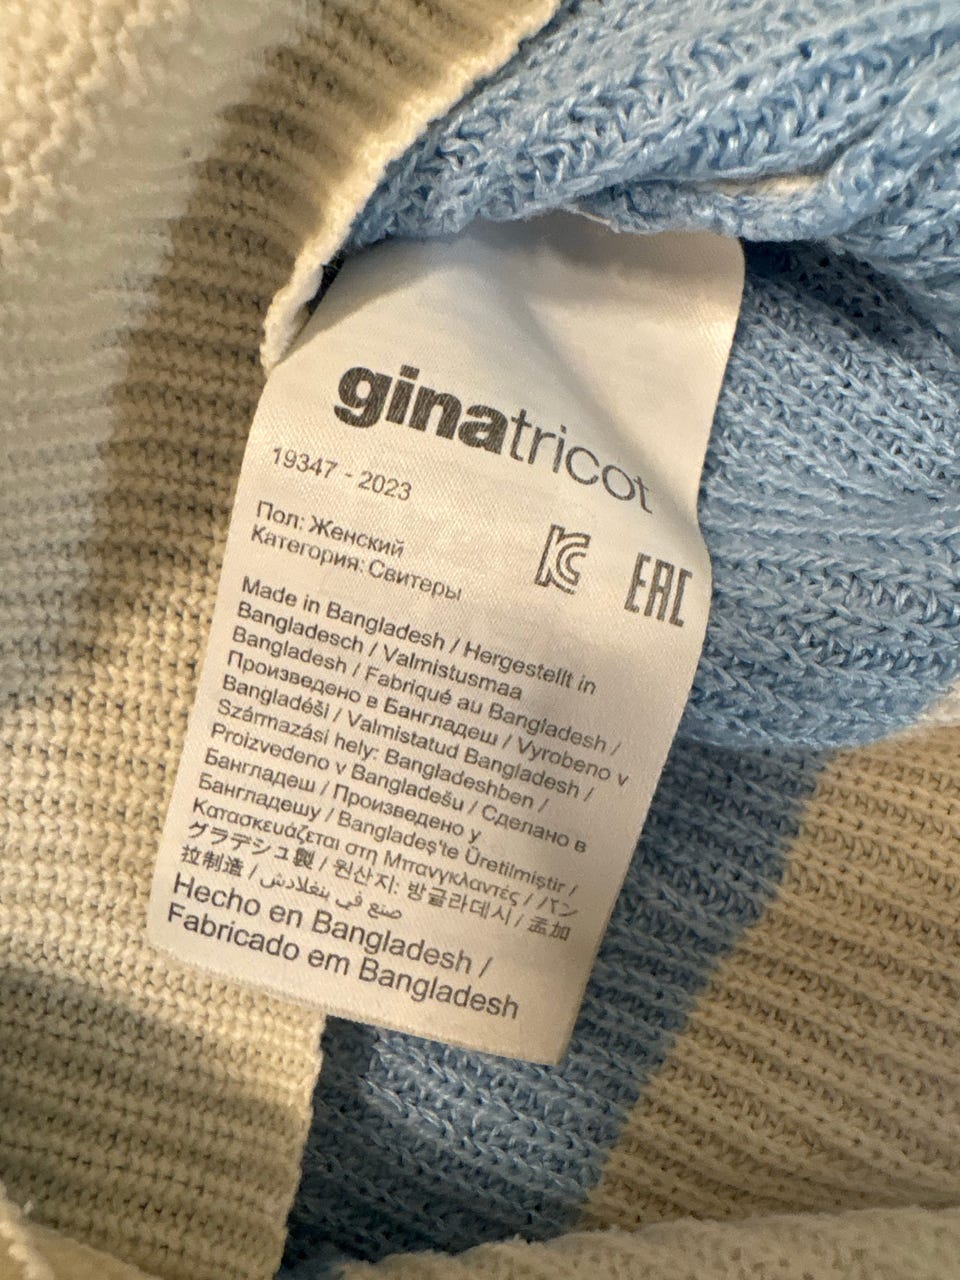 ginatricot
19347 - 2023
Пол: Женский
Категория: Свитеры
EAC
Made in Bangladesh / Hergestellt in
Bangladesch / Valmistusmaa
Bangladesh / Fabriqué au Bangladesh /
Произведено в Бангладеш / Vyrobeno v
Bangladéši / Valmistatud Bangladesh /
Származási hely: Bangladeshben /
Proizvedeno v Bangladešu / Сделано в
Бангладеш / Произведено у
Бангладешу / Bangladeş'te Üretilmiştir /
Κατασκευάζεται στη Μπανγκλαντές / バン
グラデシュ製 / 원산지: 방글라데시 / 孟加
拉制造 / صنع في بنغلادش
Hecho en Bangladesh /
Fabricado em Bangladesh